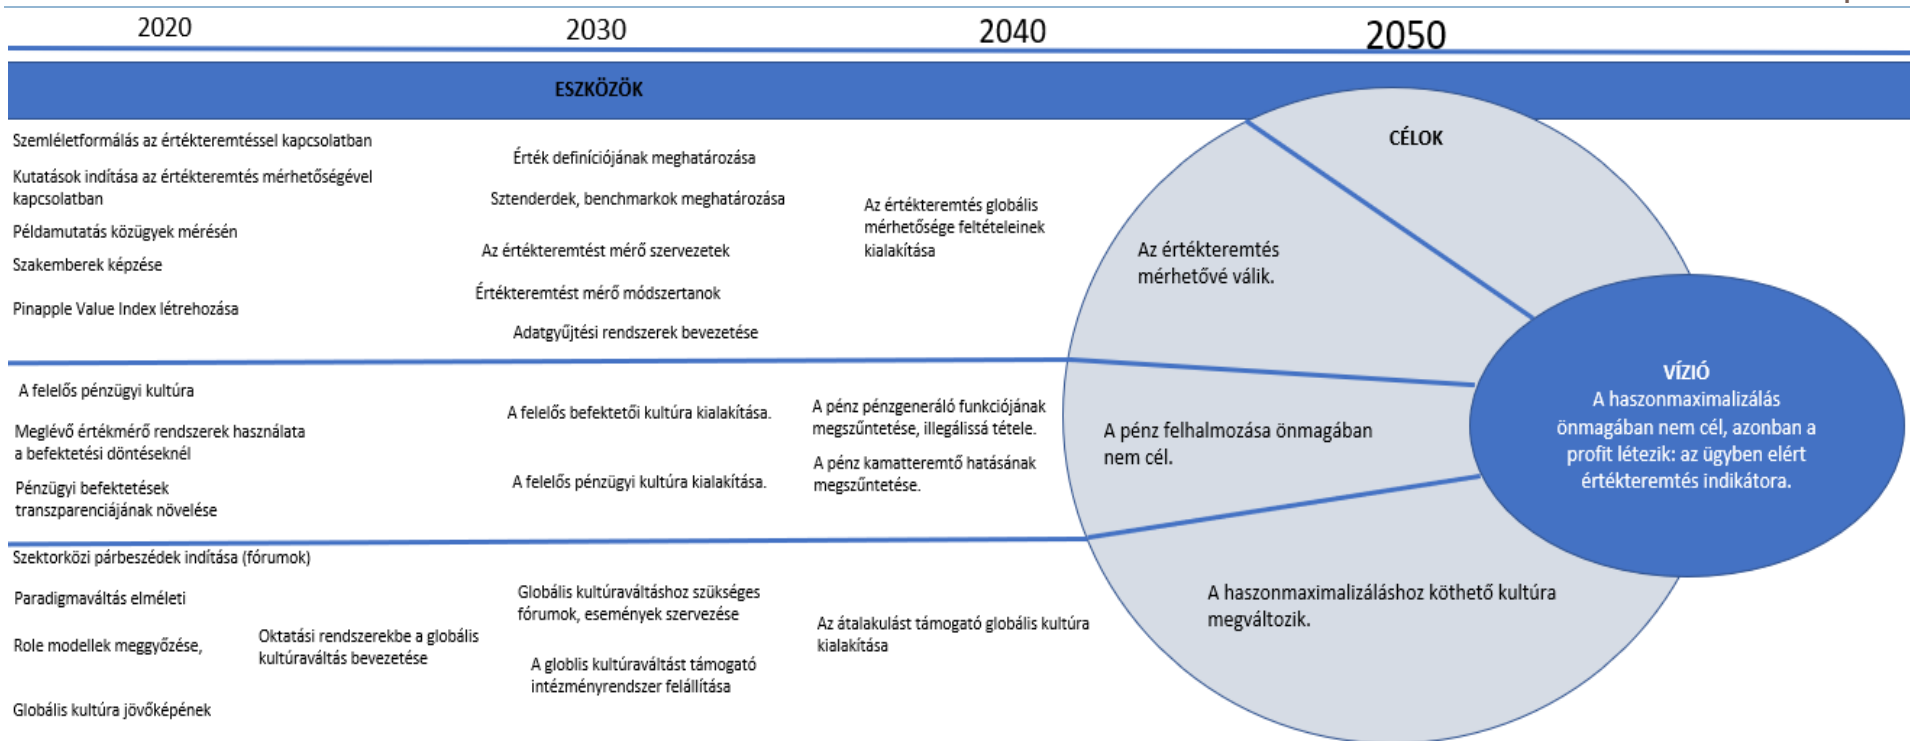 2020
2030
2040
2050
ESZKÖZÖK
CÉLOK
Szemléletformálás az értékteremtéssel kapcsolatban
Kutatások indítása az értékteremtés mérhetőségével
kapcsolatban
Példamutatás közügyek mérésén
Szakemberek képzése
Pinapple Value Index létrehozása
Érték definíciójának meghatározása
Sztenderdek, benchmarkok meghatározása
Az értékteremtést mérő szervezetek
Értékteremtést mérő módszertanok
Adatgyűjtési rendszerek bevezetése
Az értékteremtés globális
mérhetősége feltételeinek
kialakítása
Az értékteremtés
mérhetővé válik.
A felelős pénzügyi kultúra
Meglévő értékmérő rendszerek használata
a befektetési döntéseknél
Pénzügyi befektetések
transzparenciájának növelése
A felelős befektetői kultúra kialakítása.
A felelős pénzügyi kultúra kialakítása.
A pénz pénzgeneráló funkciójának
megszűntetése, illegálissá tétele.
A pénz kamatteremtő hatásának
megszűntetése.
A pénz felhalmozása önmagában
nem cél.
VÍZIÓ
A haszonmaximalizálás
önmagában nem cél, azonban a
profit létezik: az ügyben elért
értékteremtés indikátora.
Szektorközi párbeszédek indítása (fórumok)
Paradigmaváltás elméleti
Role modellek meggyőzése,
Globális kultúra jövőképének
Oktatási rendszerekbe a globális
kultúraváltás bevezetése
Globális kultúraváltáshoz szükséges
fórumok, események szervezése
A globlis kultúraváltást támogató
intézményrendszer felállítása
Az átalakulást támogató globális kultúra
kialakítása
A haszonmaximalizáláshoz köthető kultúra
megváltozik.